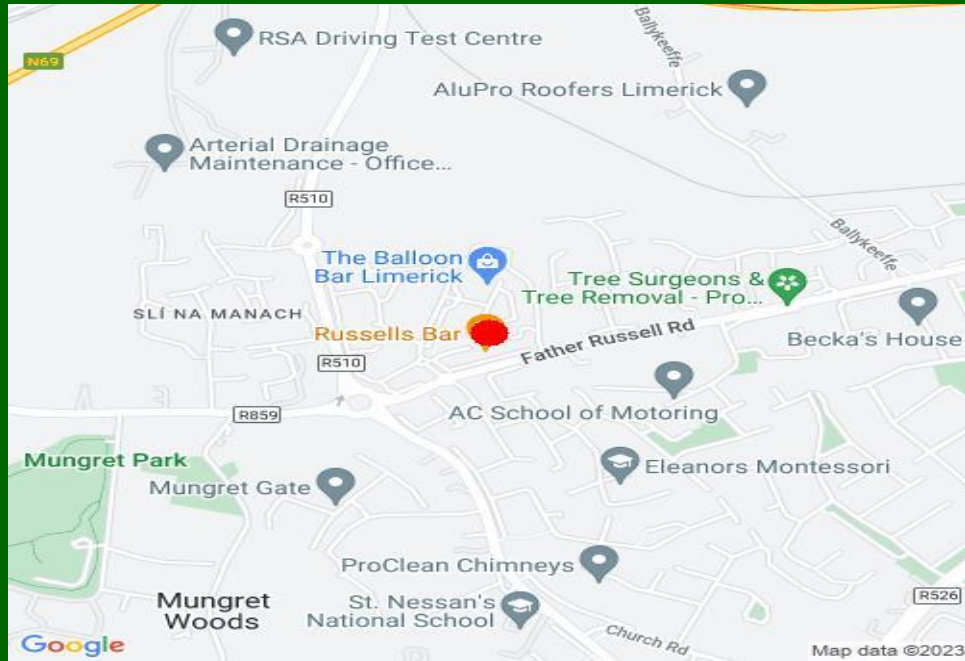 Ballykeeffe
RSA Driving Test Centre
N69
AluPro Roofers Limerick
Arterial Drainage
Maintenance - Office...
R510
Ballykeeffe
The Balloon
Bar Limerick
Tree Surgeons &
Tree Removal - Pro...
SLÍ NA MANACH
Russells Bar
Father Russell Rd
Becka's House
R510
AC School of Motoring
R859
Mungret Park
Eleanors Montessori
Mungret Gate
ProClean Chimneys
Mungret
Woods
St. Nessan's
National School
R526
Church Rd
Google
Map data ©2023